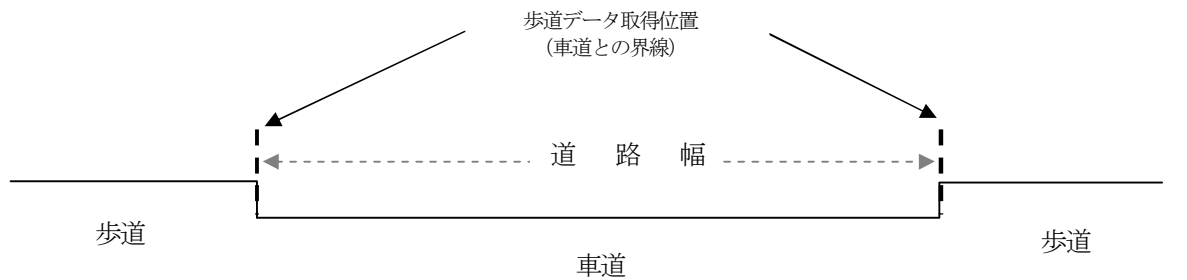 歩道データ取得位置
(車道との界線)
道 路 幅
歩道
歩道
車道